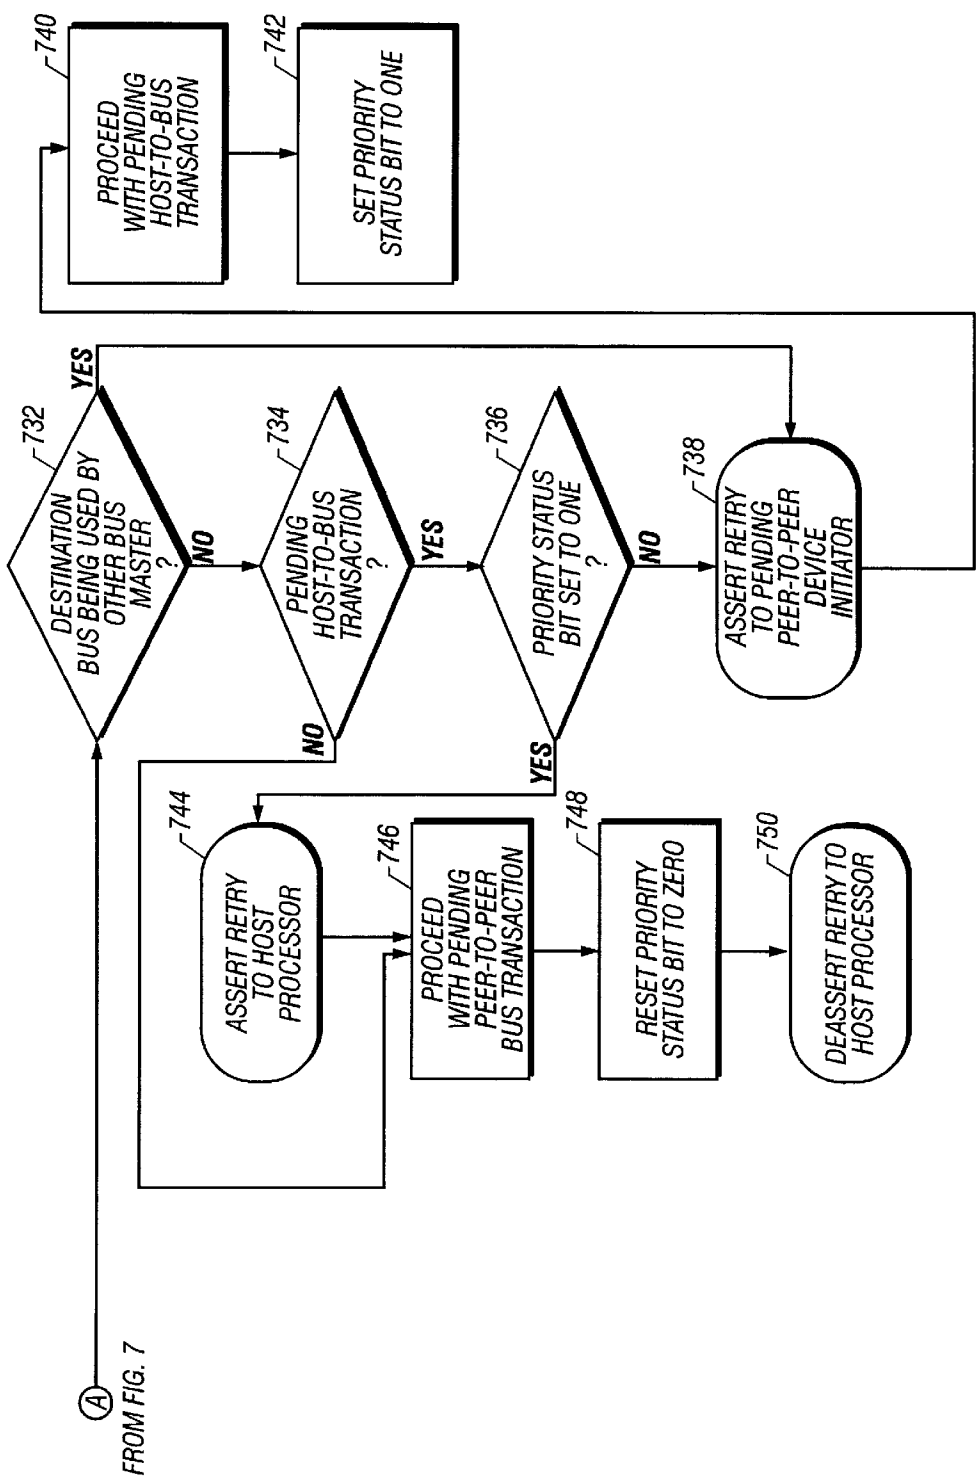 A
FROM FIG. 7
732
DESTINATION
BUS BEING USED BY
OTHER BUS
MASTER
?
YES
NO
734
PENDING
HOST-TO-BUS
TRANSACTION
?
NO
YES
736
PRIORITY STATUS
BIT SET TO ONE
?
YES
NO
738
ASSERT RETRY
TO PENDING
PEER-TO-PEER
DEVICE
INITIATOR
740
PROCEED
WITH PENDING
HOST-TO-BUS
TRANSACTION
742
SET PRIORITY
STATUS BIT TO ONE
744
ASSERT RETRY
TO HOST
PROCESSOR
746
PROCEED
WITH PENDING
PEER-TO-PEER
BUS TRANSACTION
748
RESET PRIORITY
STATUS BIT TO ZERO
750
DEASSERT RETRY TO
HOST PROCESSOR